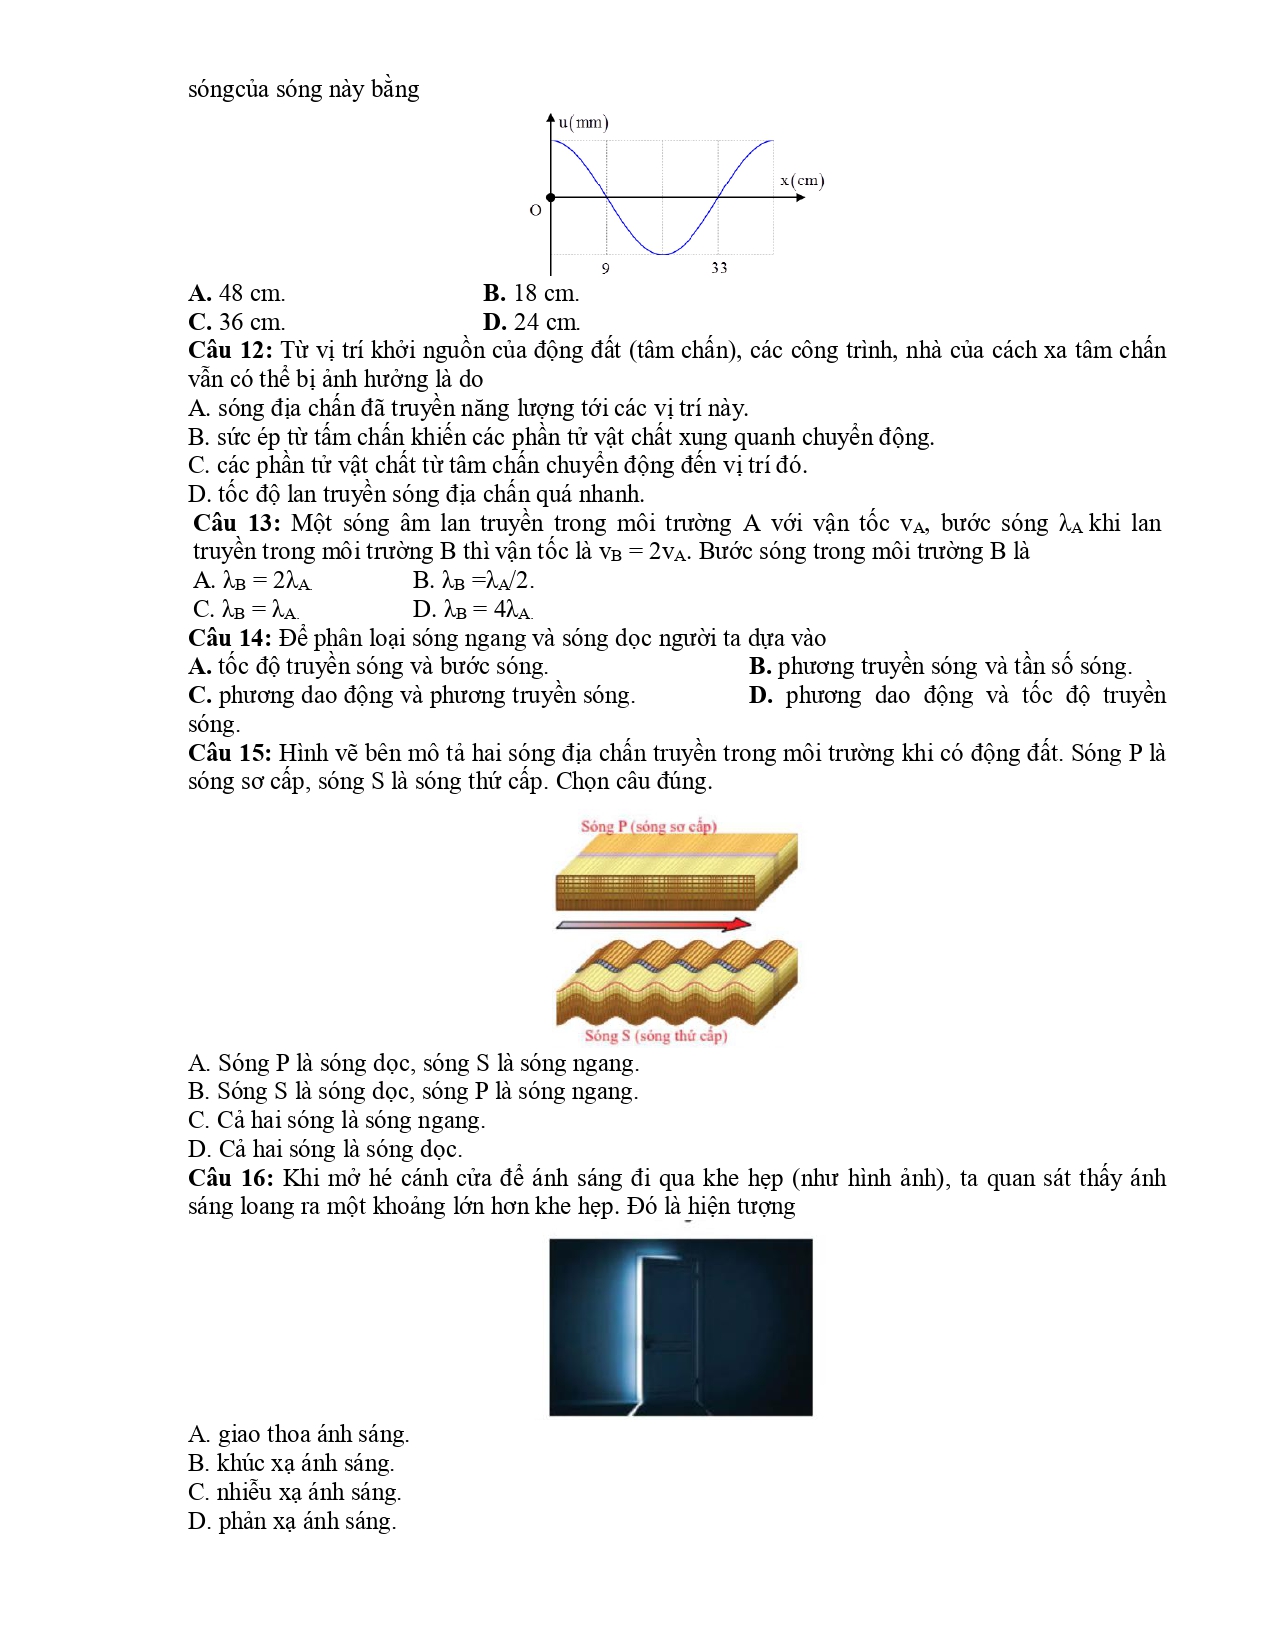 sóngcủa sóng này bằng
u(mm)
x(cm)
O
9 33
A. 48 cm. B. 18 cm.
C. 36 cm. D. 24 cm.
Câu 12: Từ vị trí khởi nguồn của động đất (tâm chấn), các công trình, nhà của cách xa tâm chấn
vẫn có thể bị ảnh hưởng là do
A. sóng địa chấn đã truyền năng lượng tới các vị trí này.
B. sức ép từ tấm chấn khiến các phần tử vật chất xung quanh chuyển động.
C. các phần tử vật chất từ tâm chấn chuyển động đến vị trí đó.
D. tốc độ lan truyền sóng địa chấn quá nhanh.
Câu 13: Một sóng âm lan truyền trong môi trường A với vận tốc vA, bước sóng λA khi lan
truyền trong môi trường B thì vận tốc là vB = 2vA. Bước sóng trong môi trường B là
A. λB = 2λA. B. λB =λA/2.
C. λB = λA. D. λB = 4λA.
Câu 14: Để phân loại sóng ngang và sóng dọc người ta dựa vào
A. tốc độ truyền sóng và bước sóng. B. phương truyền sóng và tần số sóng.
C. phương dao động và phương truyền sóng. D. phương dao động và tốc độ truyền
sóng.
Câu 15: Hình vẽ bên mô tả hai sóng địa chấn truyền trong môi trường khi có động đất. Sóng P là
sóng sơ cấp, sóng S là sóng thứ cấp. Chọn câu đúng.
Sóng P (sóng sơ cấp)
Sóng S (sóng thứ cấp)
A. Sóng P là sóng dọc, sóng S là sóng ngang.
B. Sóng S là sóng dọc, sóng P là sóng ngang.
C. Cả hai sóng là sóng ngang.
D. Cả hai sóng là sóng dọc.
Câu 16: Khi mở hé cánh cửa để ánh sáng đi qua khe hẹp (như hình ảnh), ta quan sát thấy ánh
sáng loang ra một khoảng lớn hơn khe hẹp. Đó là hiện tượng
A. giao thoa ánh sáng.
B. khúc xạ ánh sáng.
C. nhiễu xạ ánh sáng.
D. phản xạ ánh sáng.